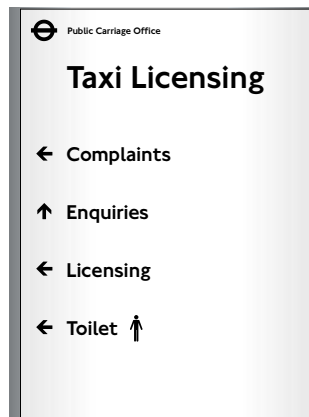 Public Carriage Office
Taxi Licensing
← Complaints
↑ Enquiries
← Licensing
← Toilet